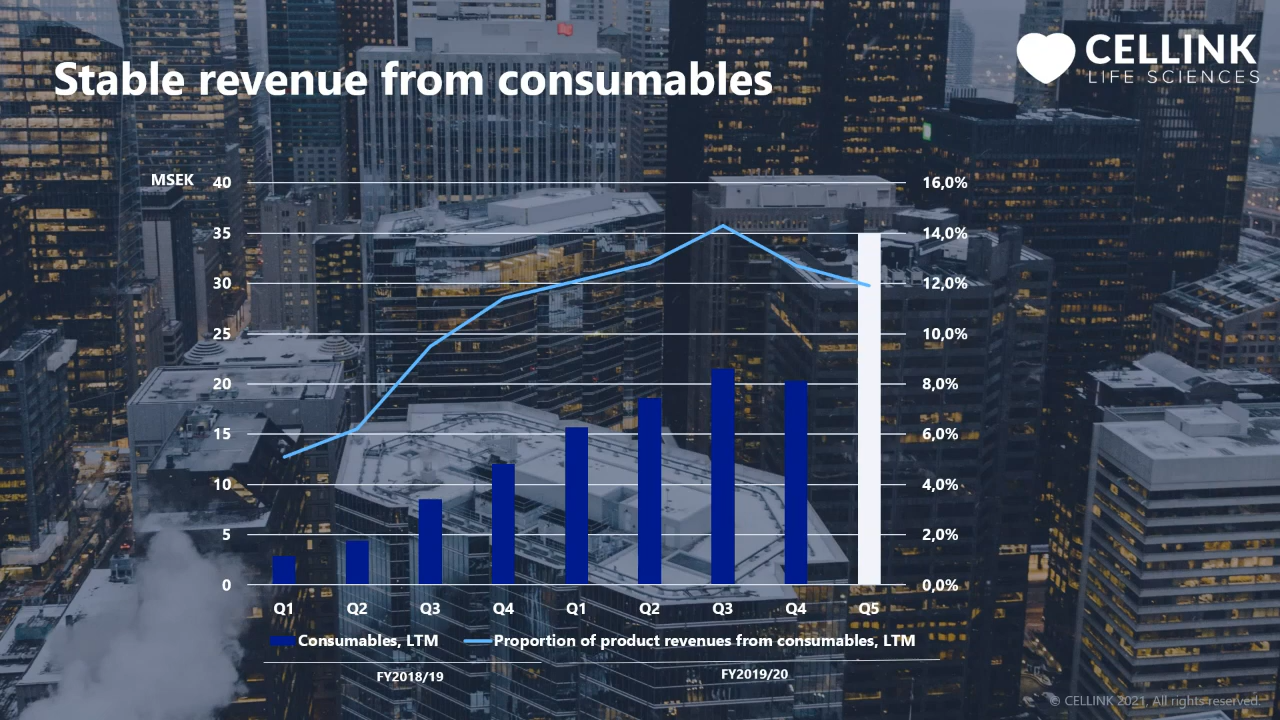 Stable revenue from consumables
CELLINK
LIFE SCIENCES
MSEK
40
16,0%
35
14,0%
30
12,0%
25
10,0%
20
8,0%
15
6,0%
10
4,0%
5
2,0%
0
0,0%
Q1 Q2 Q3 Q4 Q1 Q2 Q3 Q4 Q5
Consumables, LTM
Proportion of product revenues from consumables, LTM
FY2018/19
FY2019/20
© CELLINK 2021, All rights reserved.